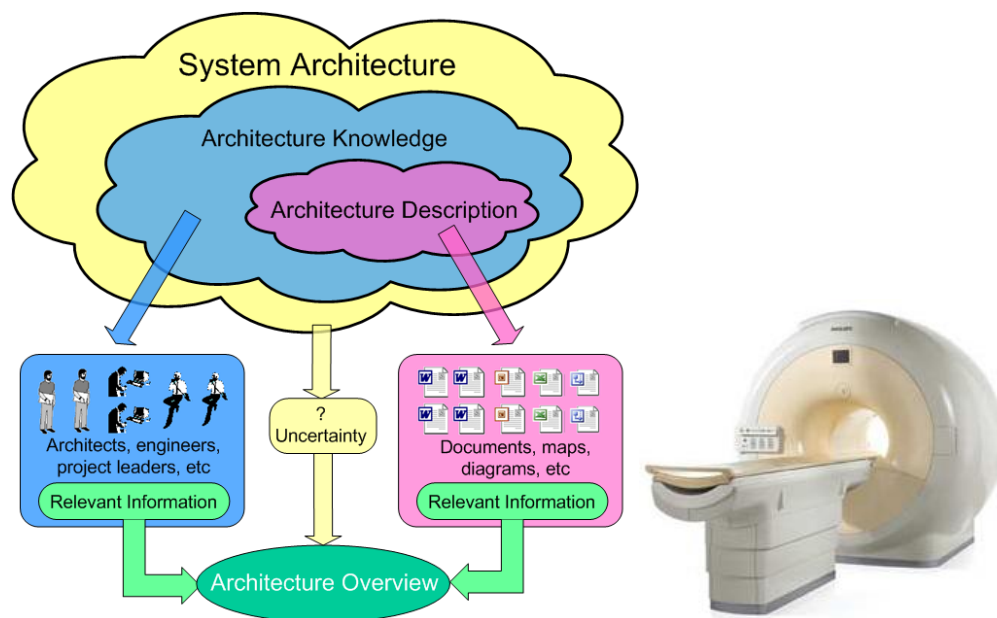 System Architecture
Architecture Knowledge
Architecture Description
?
Uncertainty
Architects, engineers,
project leaders, etc
Relevant Information
W
W
W
W
Documents, maps,
diagrams, etc
Relevant Information
Architecture Overview
PHILIPS